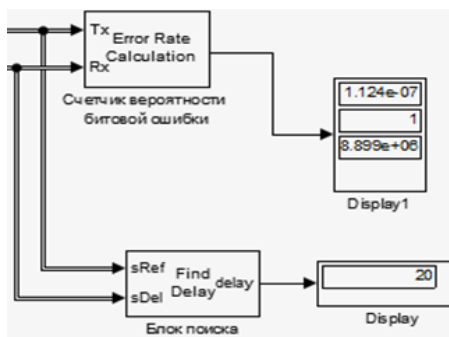 Tx
Rx
Error Rate
Calculation
Счетчик вероятности
битовой ошибки
1.124e-07
1
8.899e+06
Display1
sRef
sDel
Find
Delay
delay
Блок поиска
20
Display